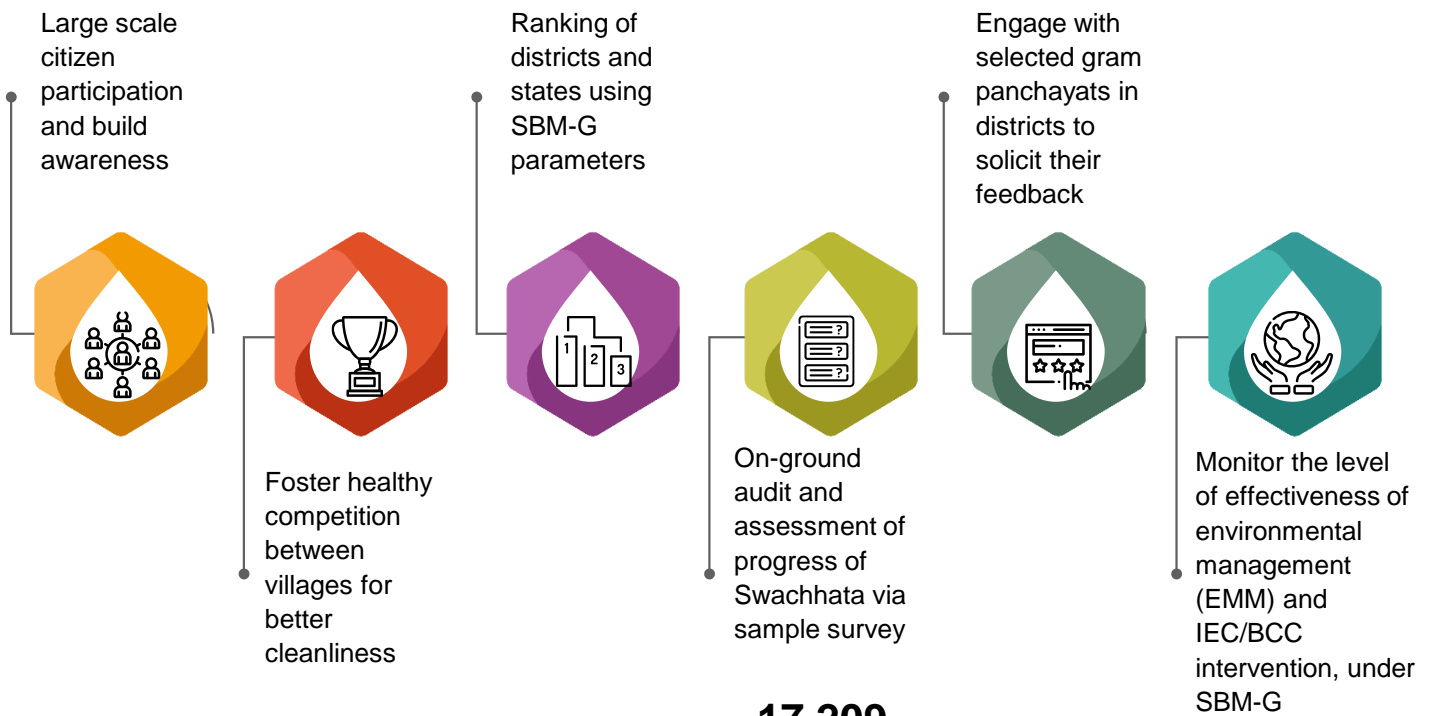 Large scale
citizen
participation
and build
awareness
Foster healthy
competition
between
villages for
better
cleanliness
Ranking of
districts and
states using
SBM-G
parameters
1
2
3
On-ground
audit and
assessment of
progress of
Swachhata via
sample survey
?
?
?
Engage with
selected gram
panchayats in
districts to
solicit their
feedback
Monitor the level
of effectiveness of
environmental
management
(EMM) and
IEC/BCC
intervention, under
SBM-G